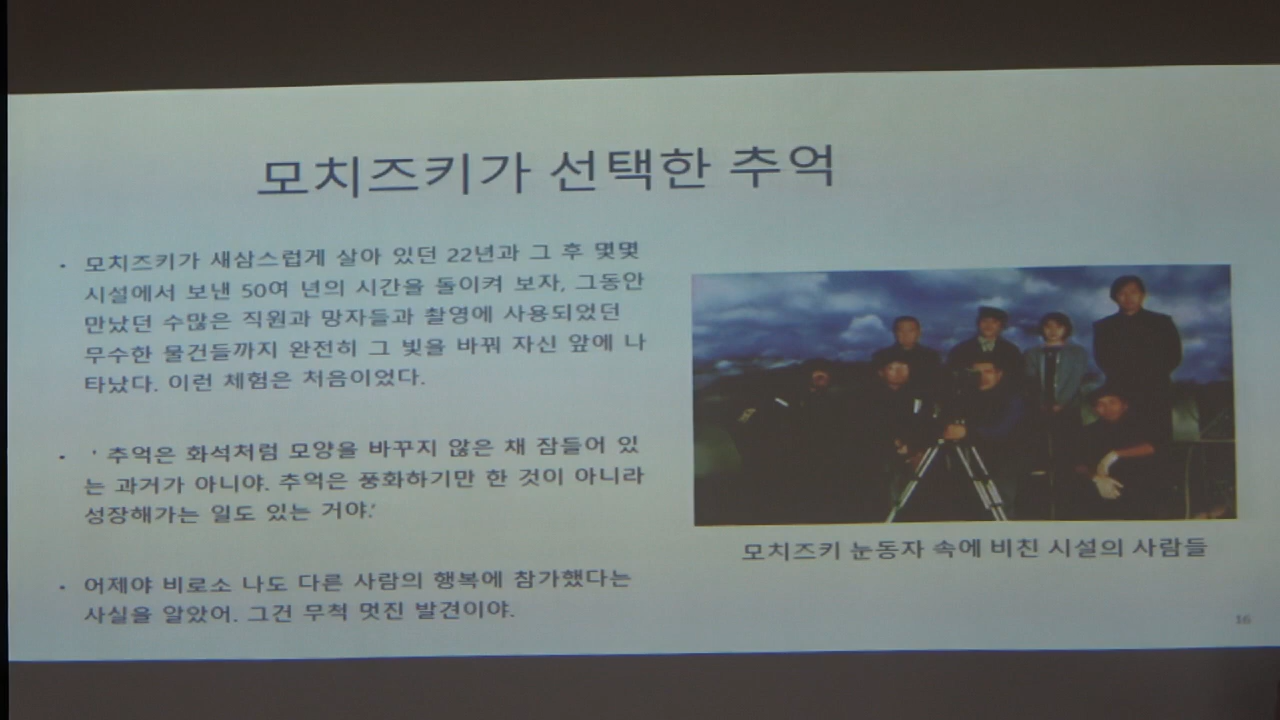 모치즈키가 선택한 추억
• 모치즈키가 새삼스럽게 살아 있던 22년과 그 후 몇몇
시설에서 보낸 50여 년의 시간을 돌이켜 보자, 그동안
만났던 수많은 직원과 망자들과 촬영에 사용되었던
무수한 물건들까지 완전히 그 빛을 바꿔 자신 앞에 나
타났다. 이런 체험은 처음이었다.
• ‘추억은 화석처럼 모양을 바꾸지 않은 채 잠들어 있
는 과거가 아니야. 추억은 풍화하기만 한 것이 아니라
성장해가는 일도 있는 거야.’
• 어제야 비로소 나도 다른 사람의 행복에 참가했다는
사실을 알았어. 그건 무척 멋진 발견이야.
모치즈키 눈동자 속에 비친 시설의 사람들
16